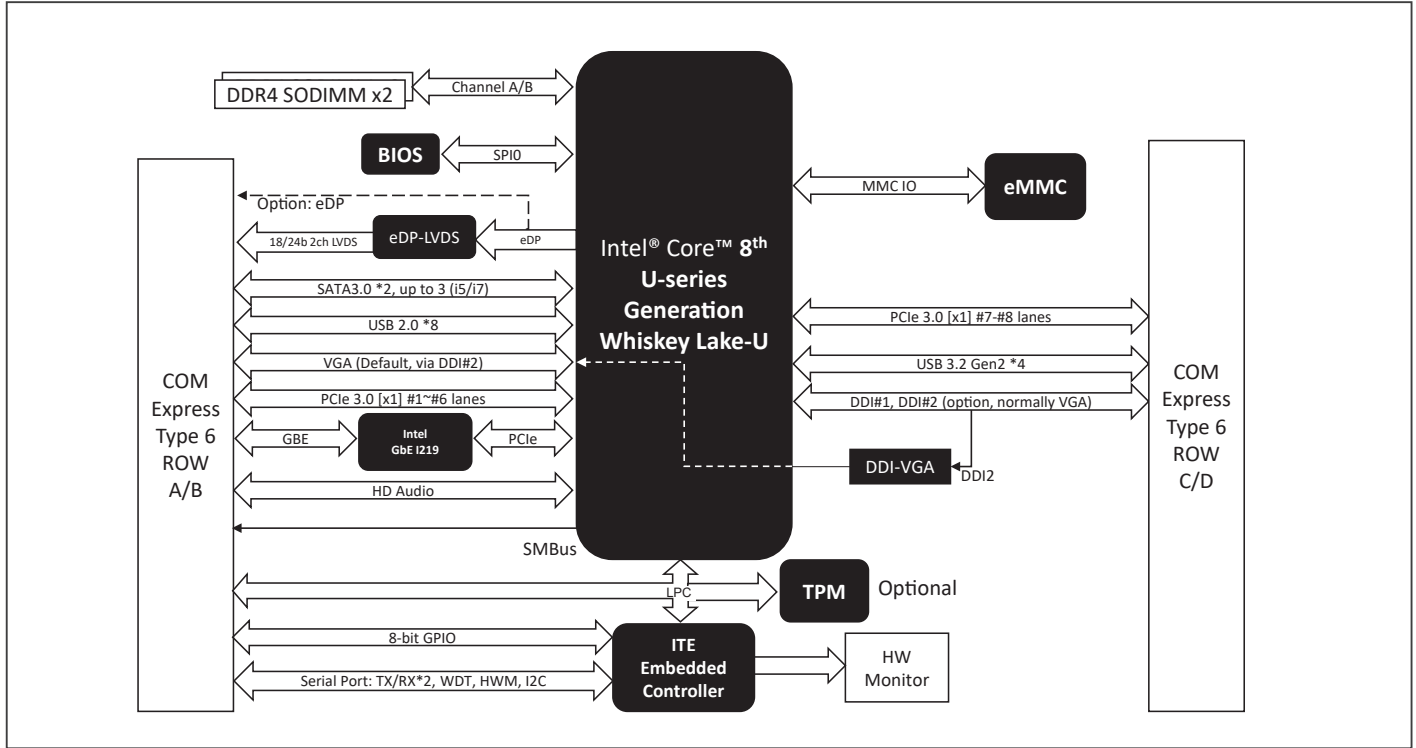 DDR4 SODIMM x2
Channel A/B
BIOS
SPI0
Option: eDP
18/24b 2ch LVDS
eDP-LVDS
eDP
SATA3.0 *2, up to 3 (i5/i7)
USB 2.0 *8
VGA (Default, via DDI#2)
PCIe 3.0 [x1] #1~#6 lanes
GBE
Intel
GbE I219
PCIe
HD Audio
SMBus
COM
Express
Type 6
ROW
A/B
Intel® Core™ 8th
U-series
Generation
Whiskey Lake-U
MMC IO
eMMC
PCIe 3.0 [x1] #7-#8 lanes
USB 3.2 Gen2 *4
DDI#1, DDI#2 (option, normally VGA)
DDI-VGA
DDI2
COM
Express
Type 6
ROW
C/D
LPC
TPM
Optional
8-bit GPIO
Serial Port: TX/RX*2, WDT, HWM, I2C
ITE
Embedded
Controller
HW
Monitor